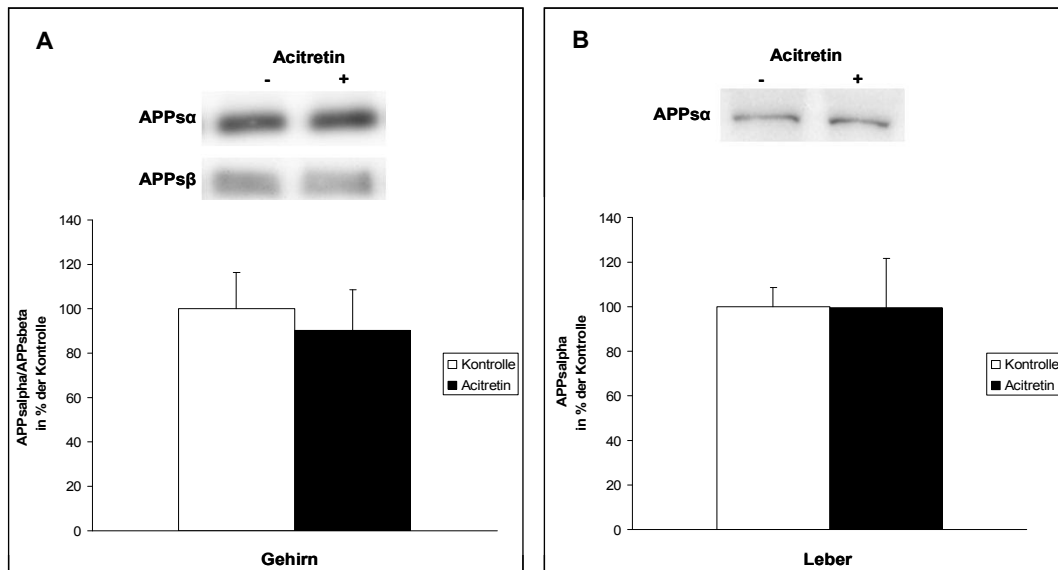 A
Acitretin
- +
APPsα
APPsβ
140
120
100
80
60
40
20
0
APPsalpha/APPsbeta
in % der Kontrolle
Kontrolle
Acitretin
Gehirn
B
Acitretin
- +
APPsα
140
120
100
80
60
40
20
0
APPsalpha
in % der Kontrolle
Kontrolle
Acitretin
Leber